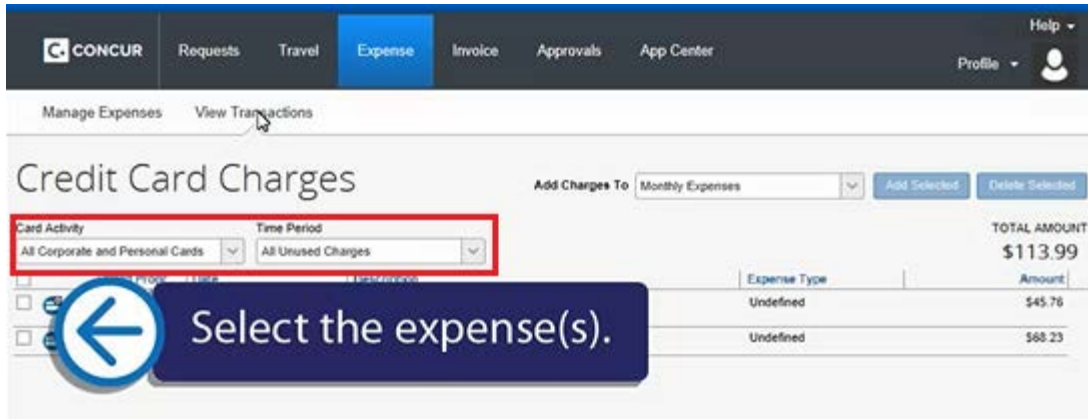 Help
C. CONCUR Requests Travel Expense Invoice Approvals App Center
Profile
Manage Expenses View Transactions
Credit Card Charges
Add Charges To Monthly Expenses Add Selected Delete Selected
Card Activity Time Period
TOTAL AMOUNT
All Corporate and Personal Cards All Unused Charges
$113.99
Date Description Expense Type Amount
Undefined $45.76
Select the expense(s).
Undefined $68.23